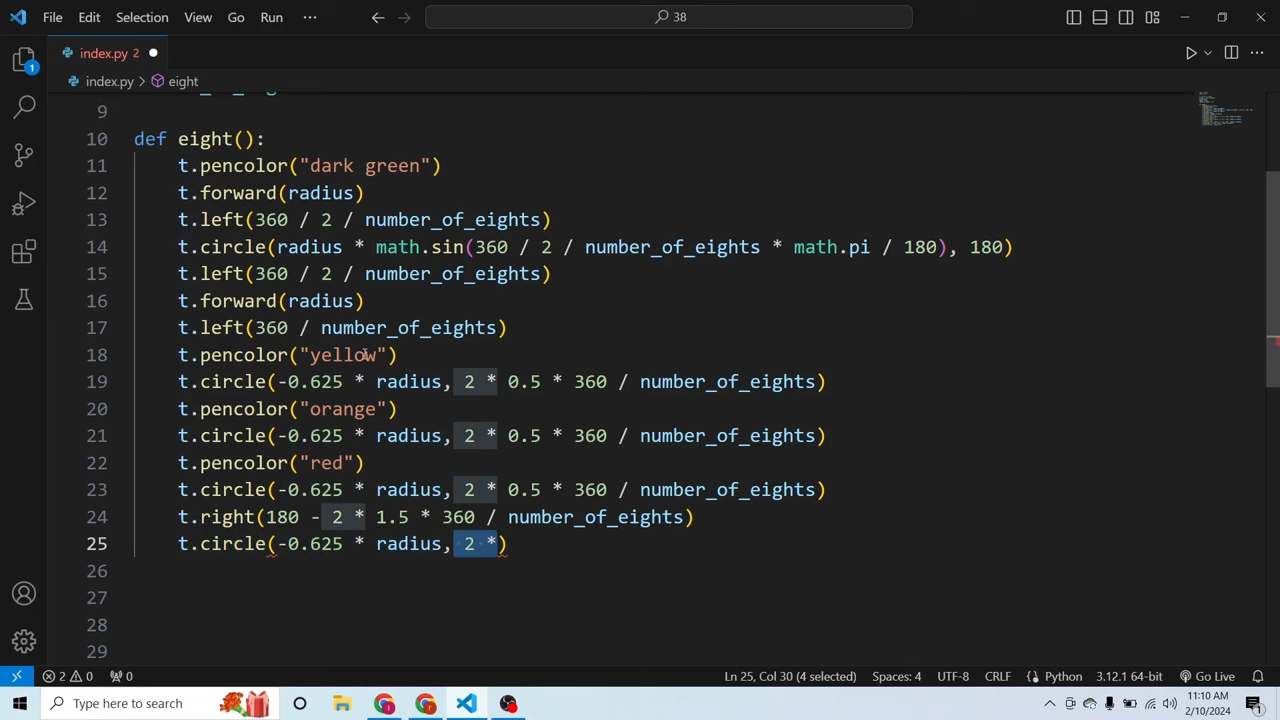 File Edit Selection View Go Run ··· 38
index.py 2
index.py > eight
9
10 def eight():
11 t.pencolor("dark green")
12 t.forward(radius)
13 t.left(360 / 2 / number_of_eights)
14 t.circle(radius * math.sin(360 / 2 / number_of_eights * math.pi / 180), 180)
15 t.left(360 / 2 / number_of_eights)
16 t.forward(radius)
17 t.left(360 / number_of_eights)
18 t.pencolor("yellow")
19 t.circle(-0.625 * radius, 2 * 0.5 * 360 / number_of_eights)
20 t.pencolor("orange")
21 t.circle(-0.625 * radius, 2 * 0.5 * 360 / number_of_eights)
22 t.pencolor("red")
23 t.circle(-0.625 * radius, 2 * 0.5 * 360 / number_of_eights)
24 t.right(180 - 2 * 1.5 * 360 / number_of_eights)
25 t.circle(-0.625 * radius, 2 *)
26
27
28
29
1
2 0 0 Ln 25, Col 30 (4 selected) Spaces: 4 UTF-8 CRLF Python 3.12.1 64-bit Go Live
Type here to search 11:10 AM
2/10/2024 1